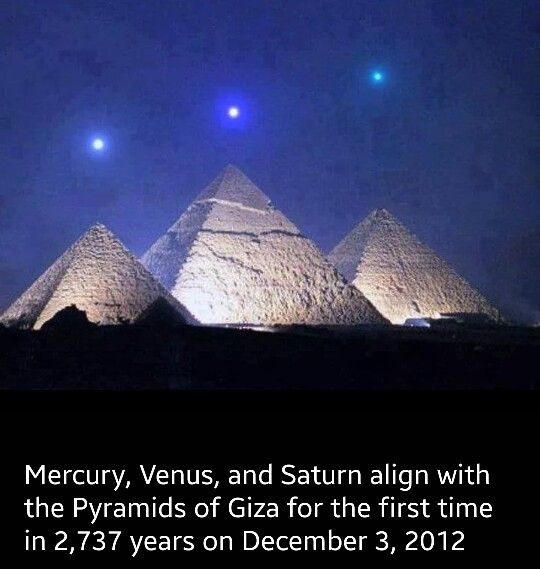 Mercury, Venus, and Saturn align with
the Pyramids of Giza for the first time
in 2,737 years on December 3, 2012